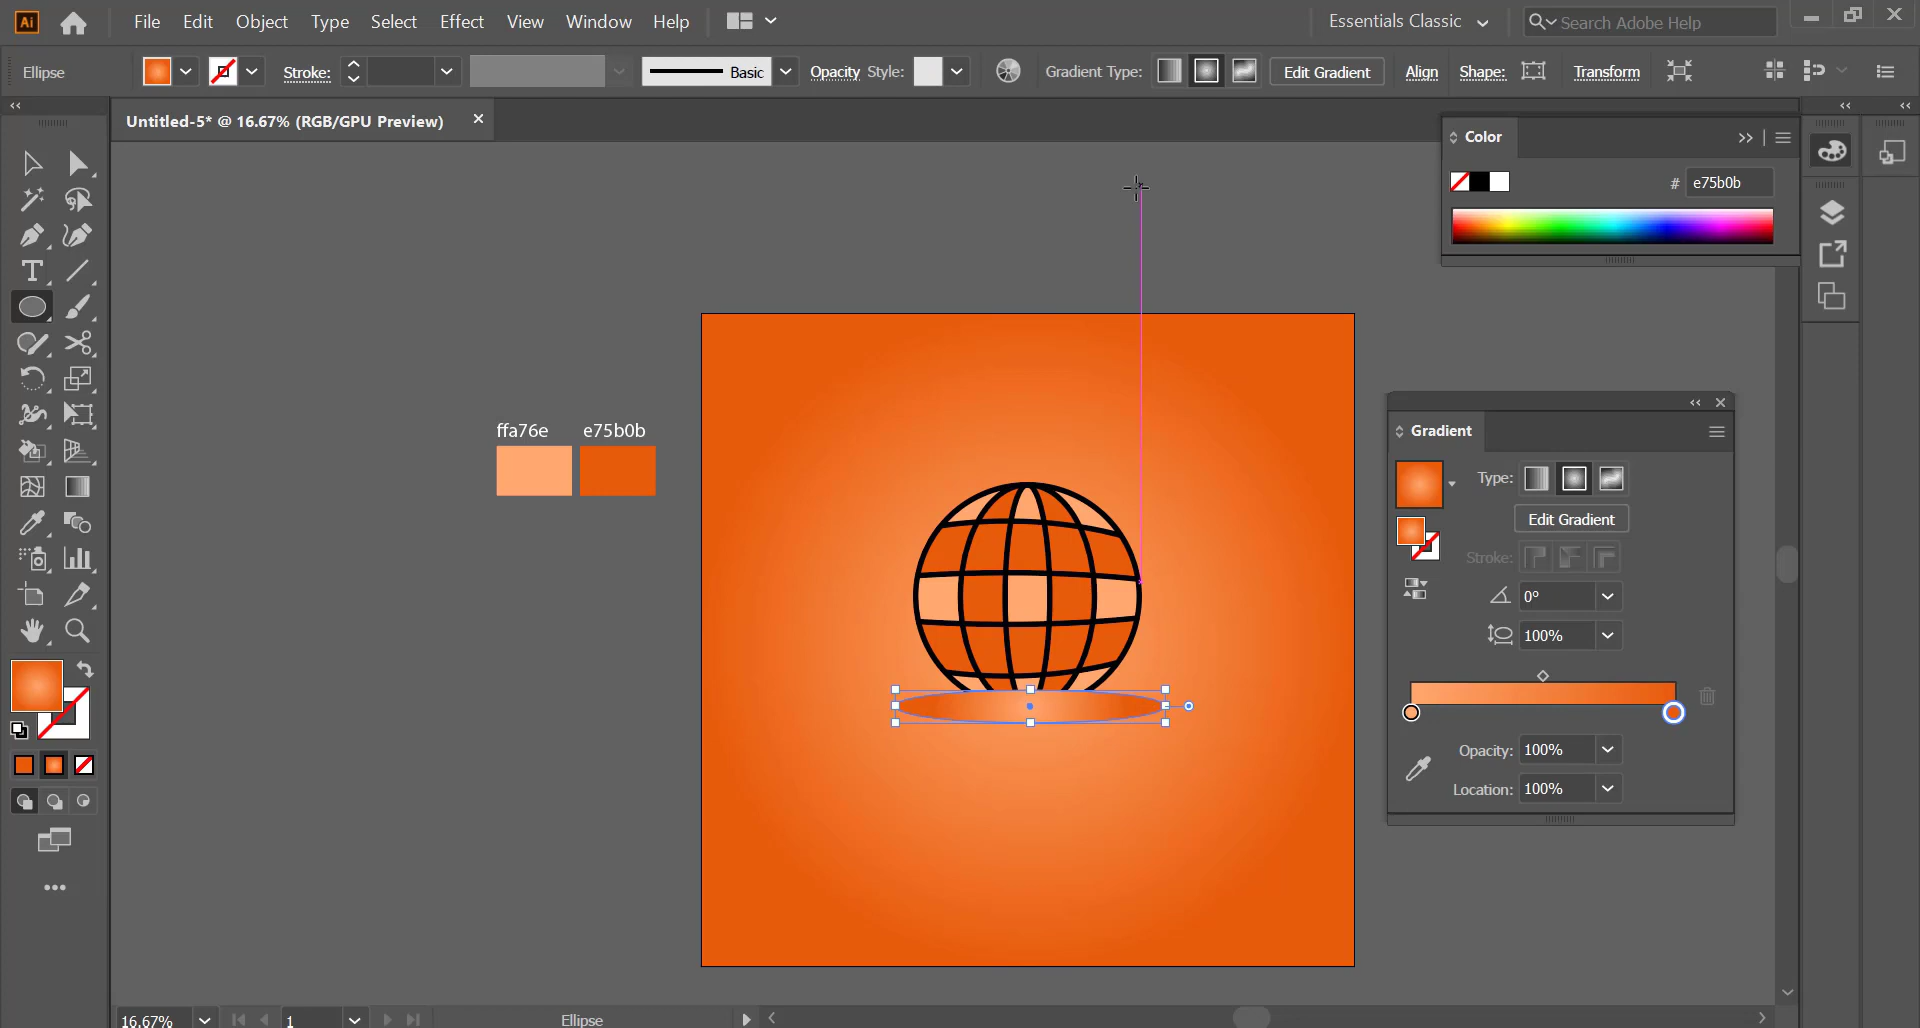 Ai File Edit Object Type Select Effect View Window Help Essentials Classic Search Adobe Help
Ellipse Stroke: Basic Opacity Style: Gradient Type: Edit Gradient Align Shape: Transform
Untitled-5* @ 16.67% (RGB/GPU Preview)
Color
# e75b0b
ffa76e e75b0b
Gradient
Type:
Edit Gradient
Stroke:
0°
100%
Opacity: 100%
Location: 100%
16.67% 1 Ellipse